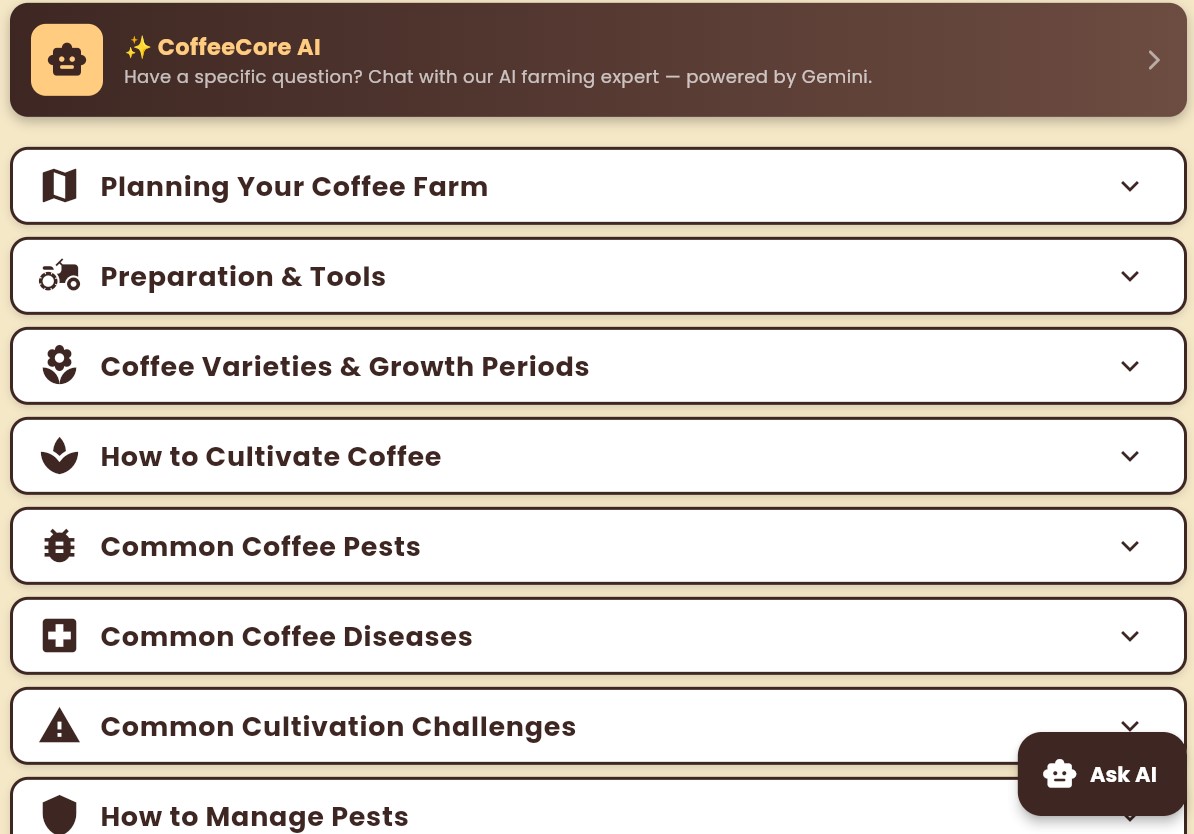 ✨ CoffeeCore AI
Have a specific question? Chat with our AI farming expert — powered by Gemini.
Planning Your Coffee Farm
Preparation & Tools
Coffee Varieties & Growth Periods
How to Cultivate Coffee
Common Coffee Pests
Common Coffee Diseases
Common Cultivation Challenges
Ask AI
How to Manage Pests